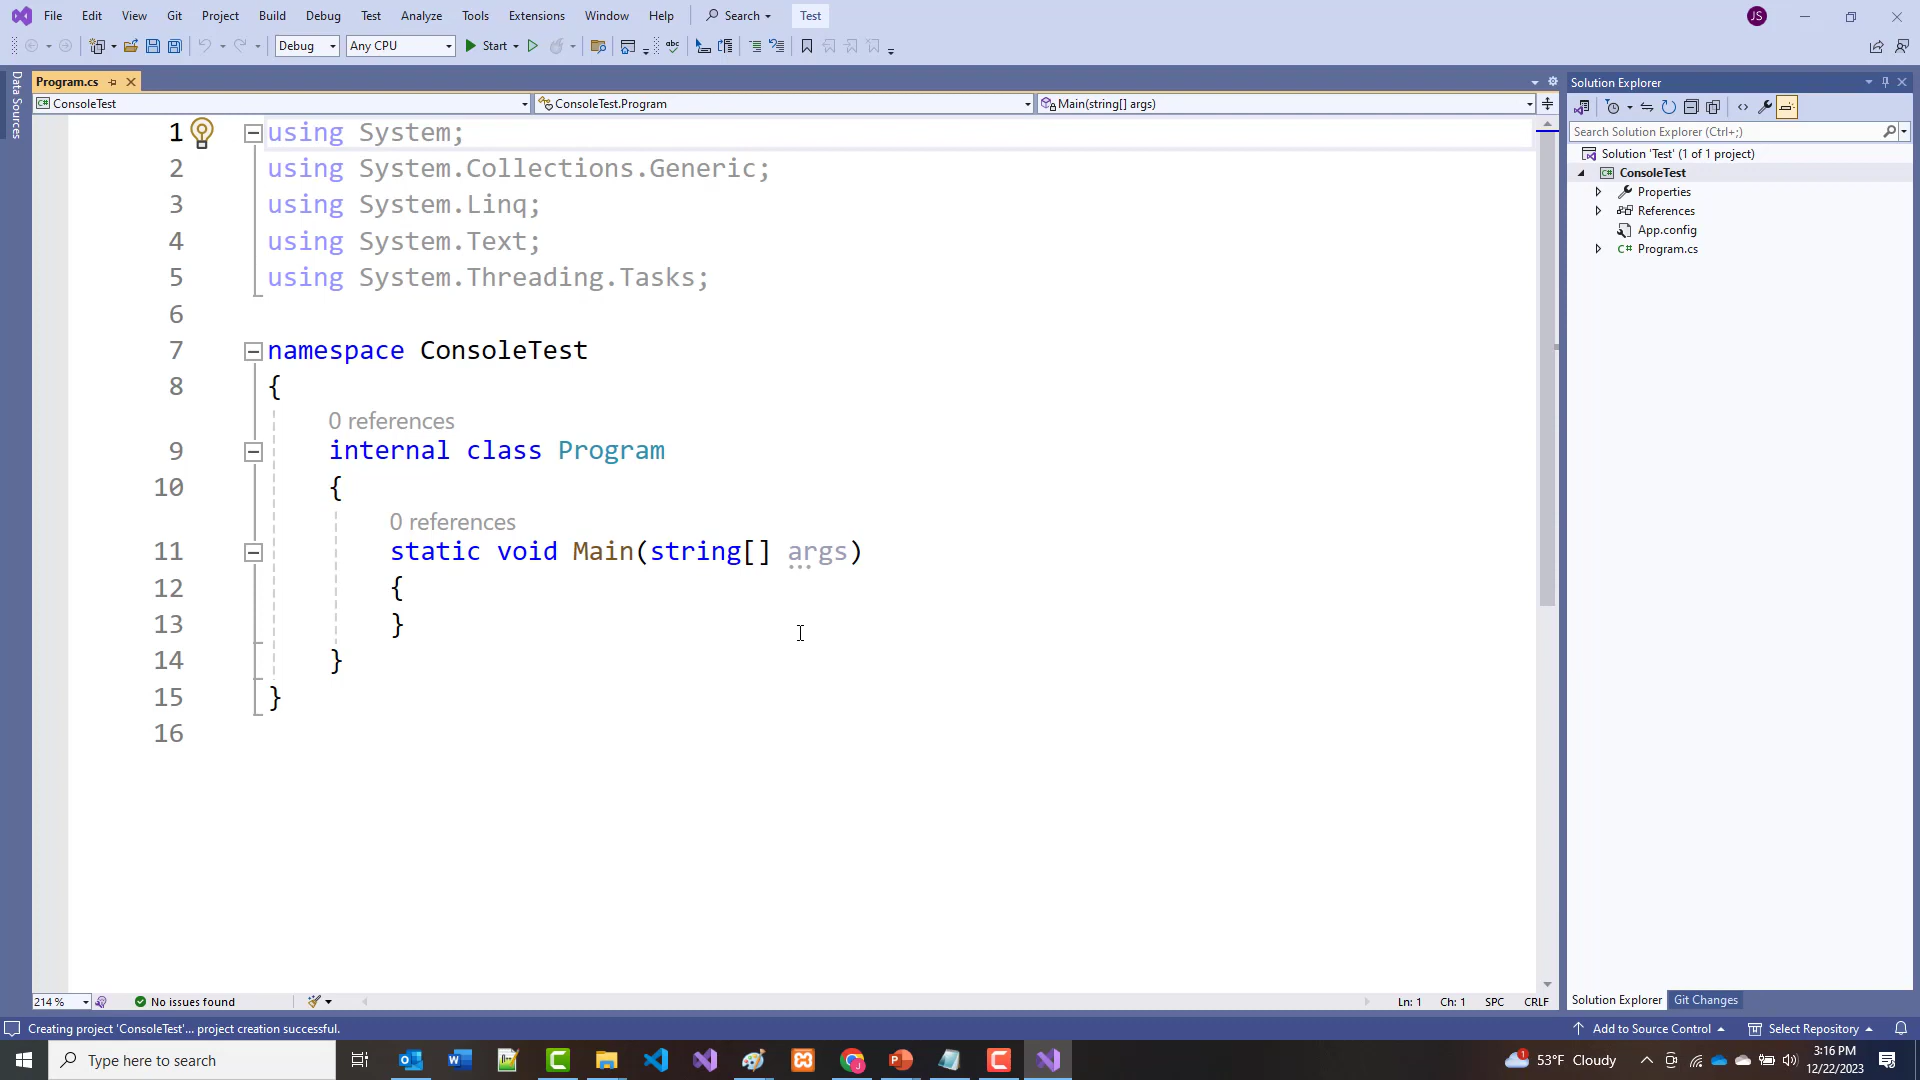 File Edit View Git Project Build Debug Test Analyze Tools Extensions Window Help Search Test JS
Debug Any CPU Start
Data Sources
Program.cs
ConsoleTest ConsoleTest.Program Main(string[] args)
1 using System;
2 using System.Collections.Generic;
3 using System.Linq;
4 using System.Text;
5 using System.Threading.Tasks;
6
7 namespace ConsoleTest
8 {
0 references
9 internal class Program
10 {
0 references
11 static void Main(string[] args)
12 {
13 }
14 }
15 }
16
214 % No issues found Ln: 1 Ch: 1 SPC CRLF
Solution Explorer
Search Solution Explorer (Ctrl+;)
Solution 'Test' (1 of 1 project)
C# ConsoleTest
Properties
References
App.config
C# Program.cs
Solution Explorer Git Changes
Creating project 'ConsoleTest'... project creation successful. Add to Source Control Select Repository
Type here to search
1 53°F Cloudy
3:16 PM
12/22/2023